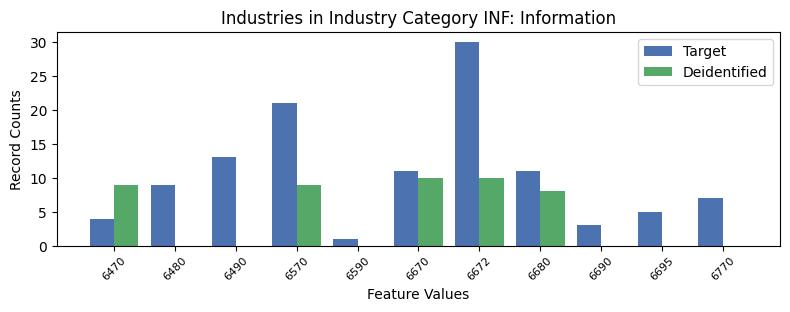 Industries in Industry Category INF: Information
Target
Deidentified
Record Counts
30
25
20
15
10
5
0
6470 6480 6490 6570 6590 6670 6672 6680 6690 6695 6770
Feature Values